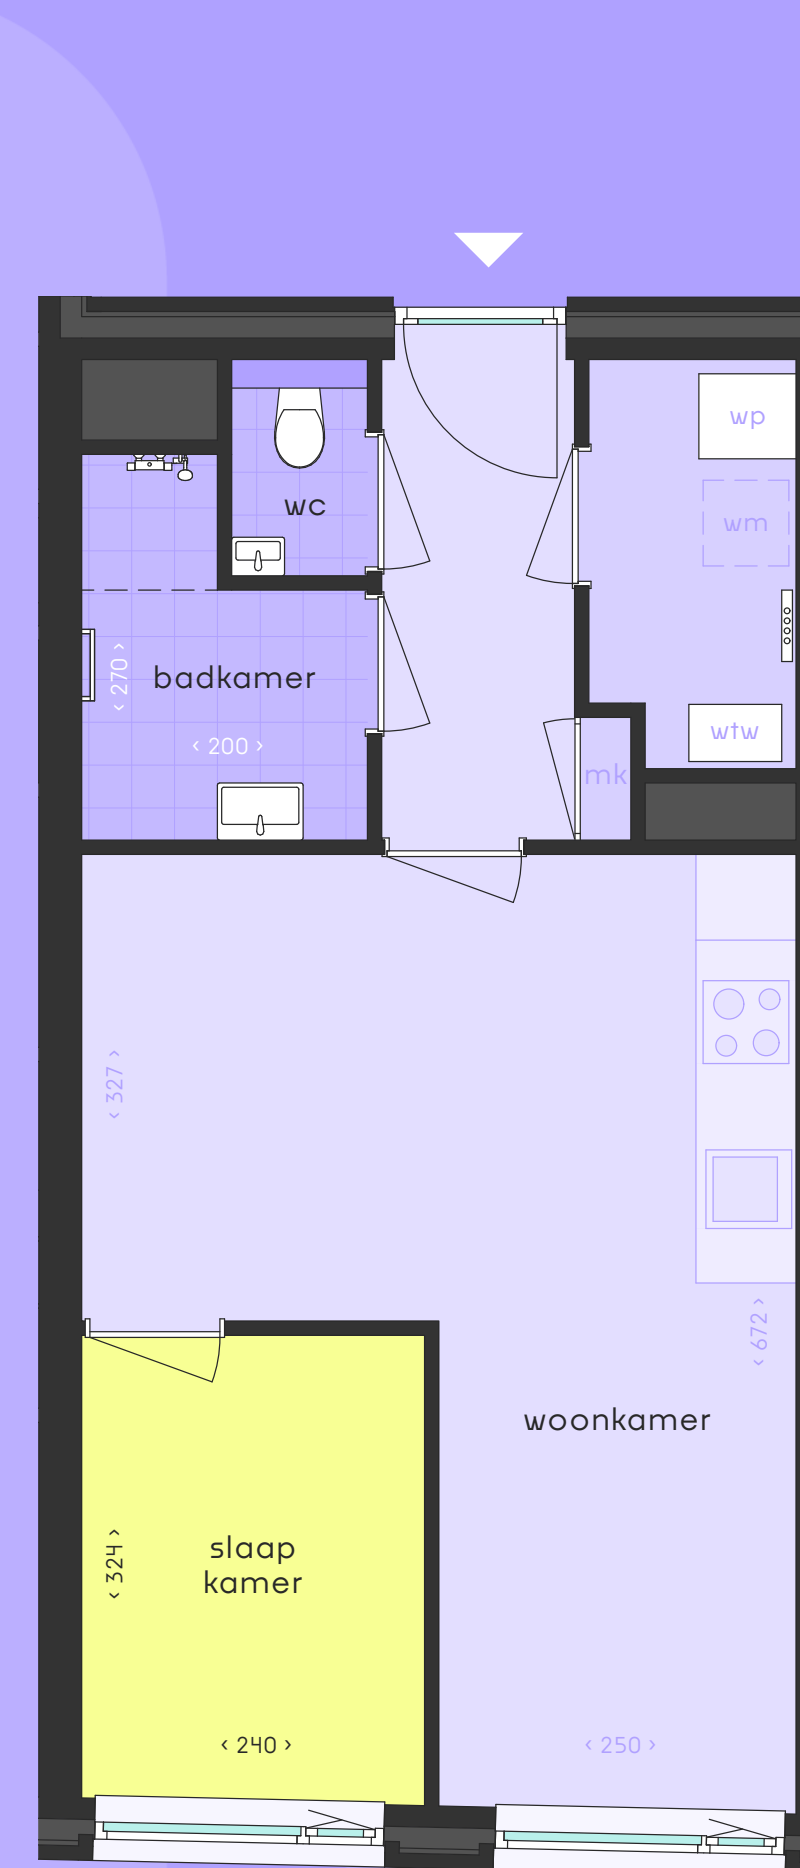 wp
wc
wm
‹ 270 ›
badkamer
wtw
‹ 200 ›
mk
‹ 327 ›
‹ 672 ›
woonkamer
‹ 324 ›
slaap
kamer
‹ 240 ›
‹ 250 ›